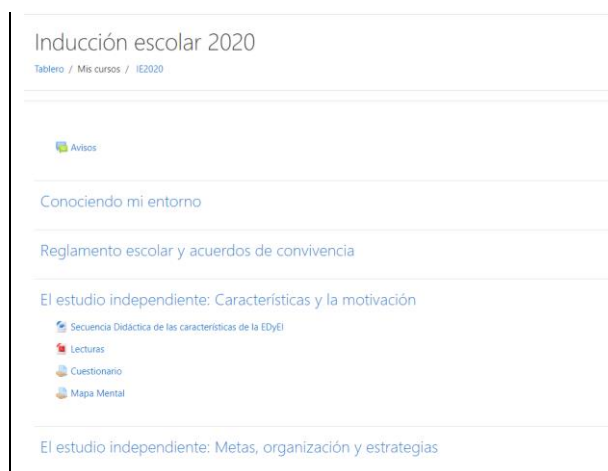 Inducción escolar 2020
Tablero / Mis cursos / IE2020
Avisos
Conociendo mi entorno
Reglamento escolar y acuerdos de convivencia
El estudio independiente: Características y la motivación
Secuencia Didáctica de las características de la EDyEI
Lecturas
Cuestionario
Mapa Mental
El estudio independiente: Metas, organización y estrategias